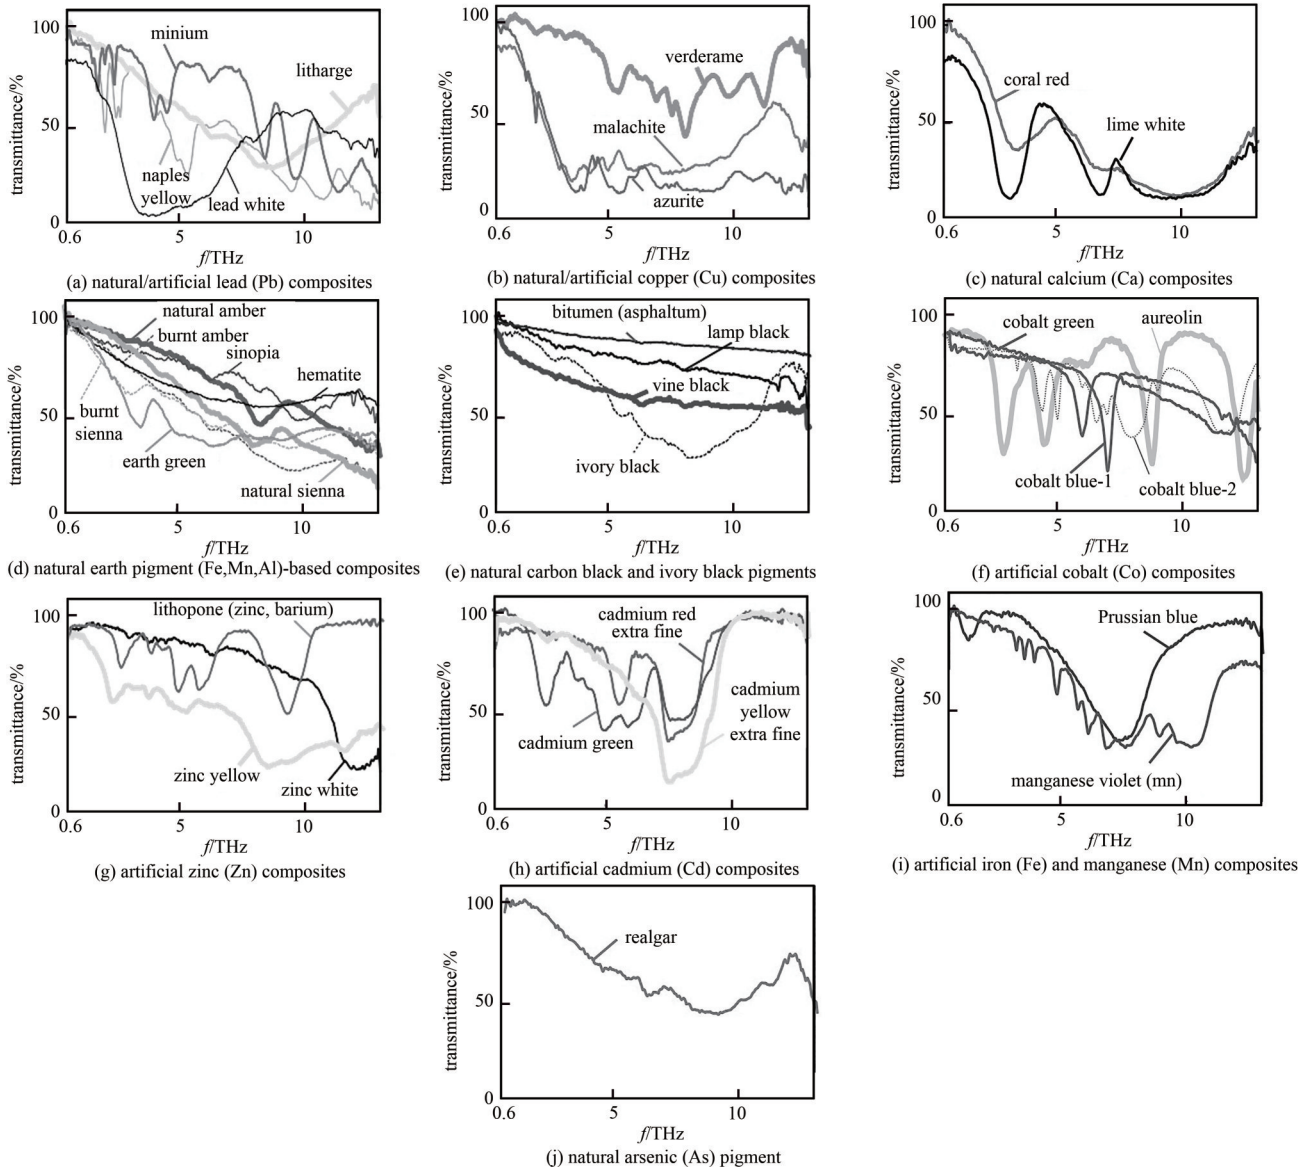 100
50
0
transmittance/%
minium
litharge
naples
yellow
lead white
0.6
5
10
f/THz
(a) natural/artificial lead (Pb) composites
100
50
0
transmittance/%
verderame
malachite
azurite
0.6
5
10
f/THz
(b) natural/artificial copper (Cu) composites
100
50
0
transmittance/%
coral red
lime white
0.6
5
10
f/THz
(c) natural calcium (Ca) composites
100
50
0
transmittance/%
natural amber
burnt amber
sinopia
hematite
burnt
sienna
earth green
natural sienna
0.6
5
10
f/THz
(d) natural earth pigment (Fe,Mn,Al)-based composites
100
50
0
transmittance/%
bitumen (asphaltum)
lamp black
vine black
ivory black
0.6
10
f/THz
(e) natural carbon black and ivory black pigments
100
50
0
transmittance/%
cobalt green
aureolin
cobalt blue-1
cobalt blue-2
0.6
5
10
f/THz
(f) artificial cobalt (Co) composites
100
50
0
transmittance/%
lithopone (zinc, barium)
zinc yellow
zinc white
0.6
5
10
f/THz
(g) artificial zinc (Zn) composites
100
50
0
transmittance/%
cadmium red
extra fine
cadmium
yellow
extra fine
cadmium green
0.6
5
10
f/THz
(h) artificial cadmium (Cd) composites
100
50
0
transmittance/%
Prussian blue
manganese violet (mn)
0.6
5
10
f/THz
(i) artificial iron (Fe) and manganese (Mn) composites
100
50
0
transmittance/%
realgar
0.6
5
10
f/THz
(j) natural arsenic (As) pigment